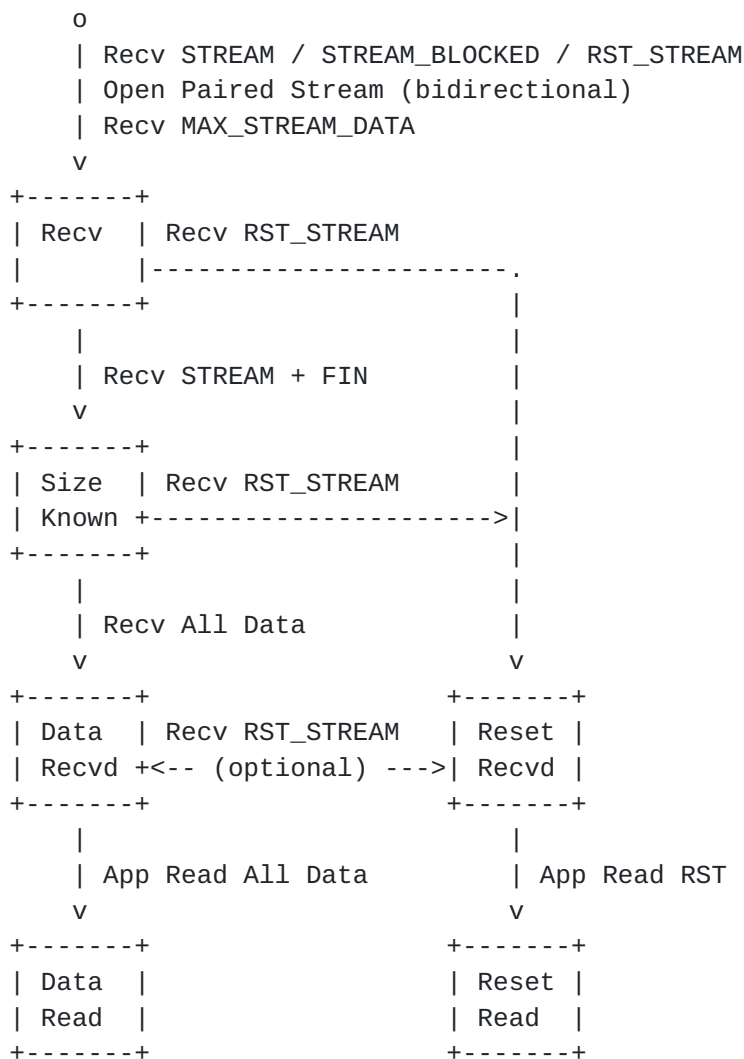 o
| Recv STREAM / STREAM_BLOCKED / RST_STREAM
| Open Paired Stream (bidirectional)
| Recv MAX_STREAM_DATA
v
+-------+
| Recv  | Recv RST_STREAM
|       |-----------------------.
+-------+                       |
    |                           |
    | Recv STREAM + FIN         |
    v                           |
+-------+                       |
| Size  | Recv RST_STREAM       |
| Known +---------------------->|
+-------+                       |
    |                           |
    | Recv All Data             |
    v                           v
+-------+                   +-------+
| Data  | Recv RST_STREAM   | Reset |
| Recvd +<-- (optional) --->| Recvd |
+-------+                   +-------+
    |                           |
    | App Read All Data         | App Read RST
    v                           v
+-------+                   +-------+
| Data  |                   | Reset |
| Read  |                   | Read  |
+-------+                   +-------+